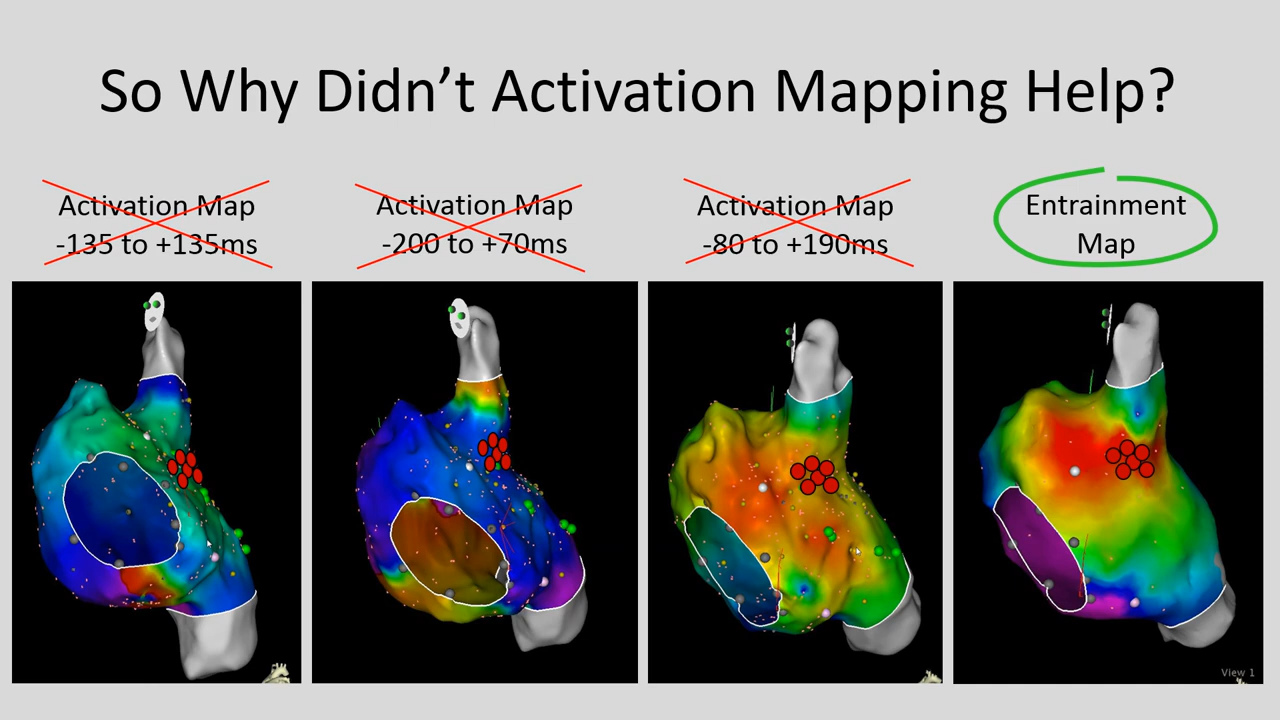 So Why Didn’t Activation Mapping Help?
Activation Map
-135 to +135ms
Activation Map
-200 to +70ms
Activation Map
-80 to +190ms
Entrainment
Map
View 1